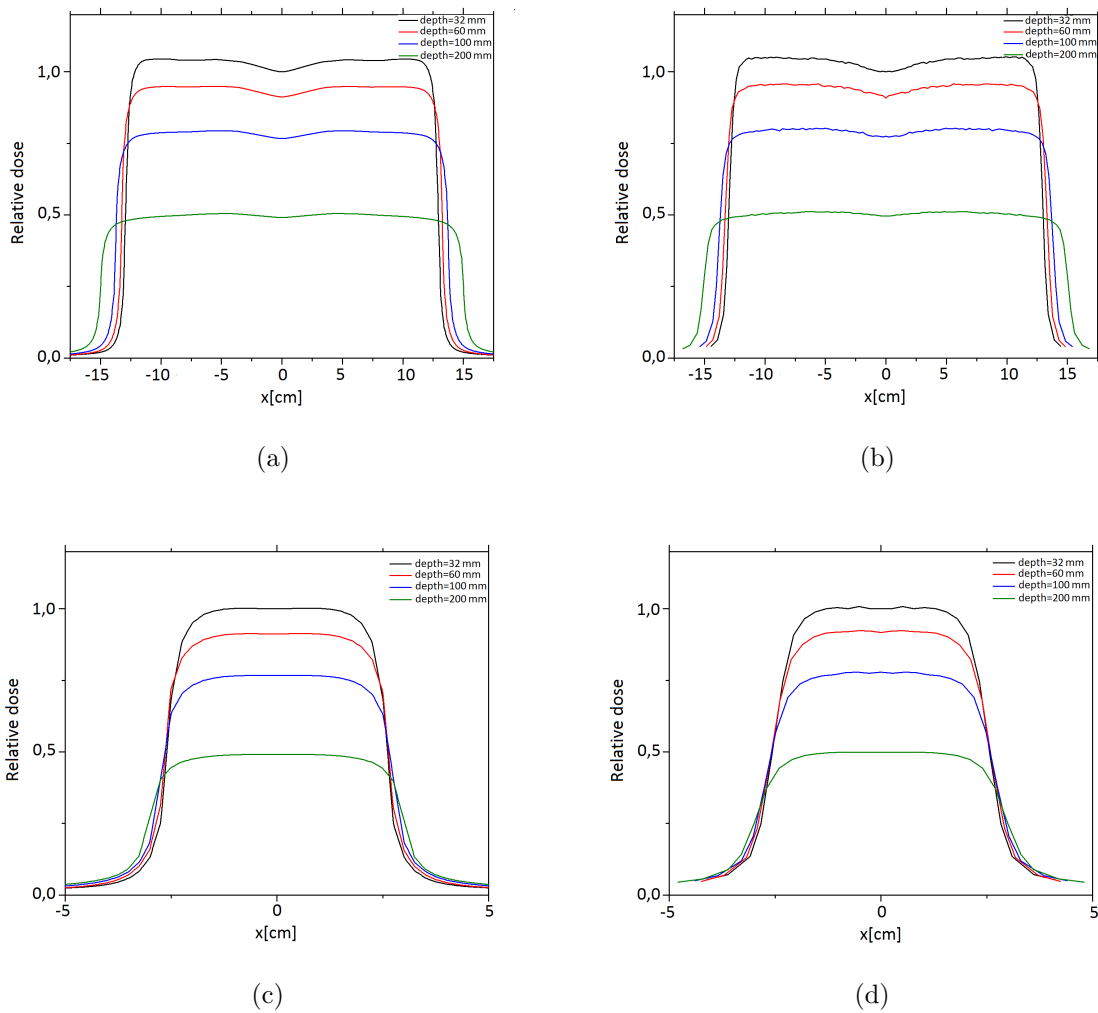 depth=32 mm
depth=60 mm
depth=100 mm
depth=200 mm
1,0
0,5
0,0
Relative dose
-15 -10 -5 0 5 10 15
x[cm]
(a)
depth=32 mm
depth=60 mm
depth=100 mm
depth=200 mm
1,0
0,5
0,0
Relative dose
-15 -10 -5 0 5 10 15
x[cm]
(b)
depth=32 mm
depth=60 mm
depth=100 mm
depth=200 mm
1,0
0,5
0,0
Relative dose
-5 0 5
x[cm]
(c)
depth=32 mm
depth=60 mm
depth=100 mm
depth=200 mm
1,0
0,5
0,0
Relative dose
-5 0 5
x[cm]
(d)